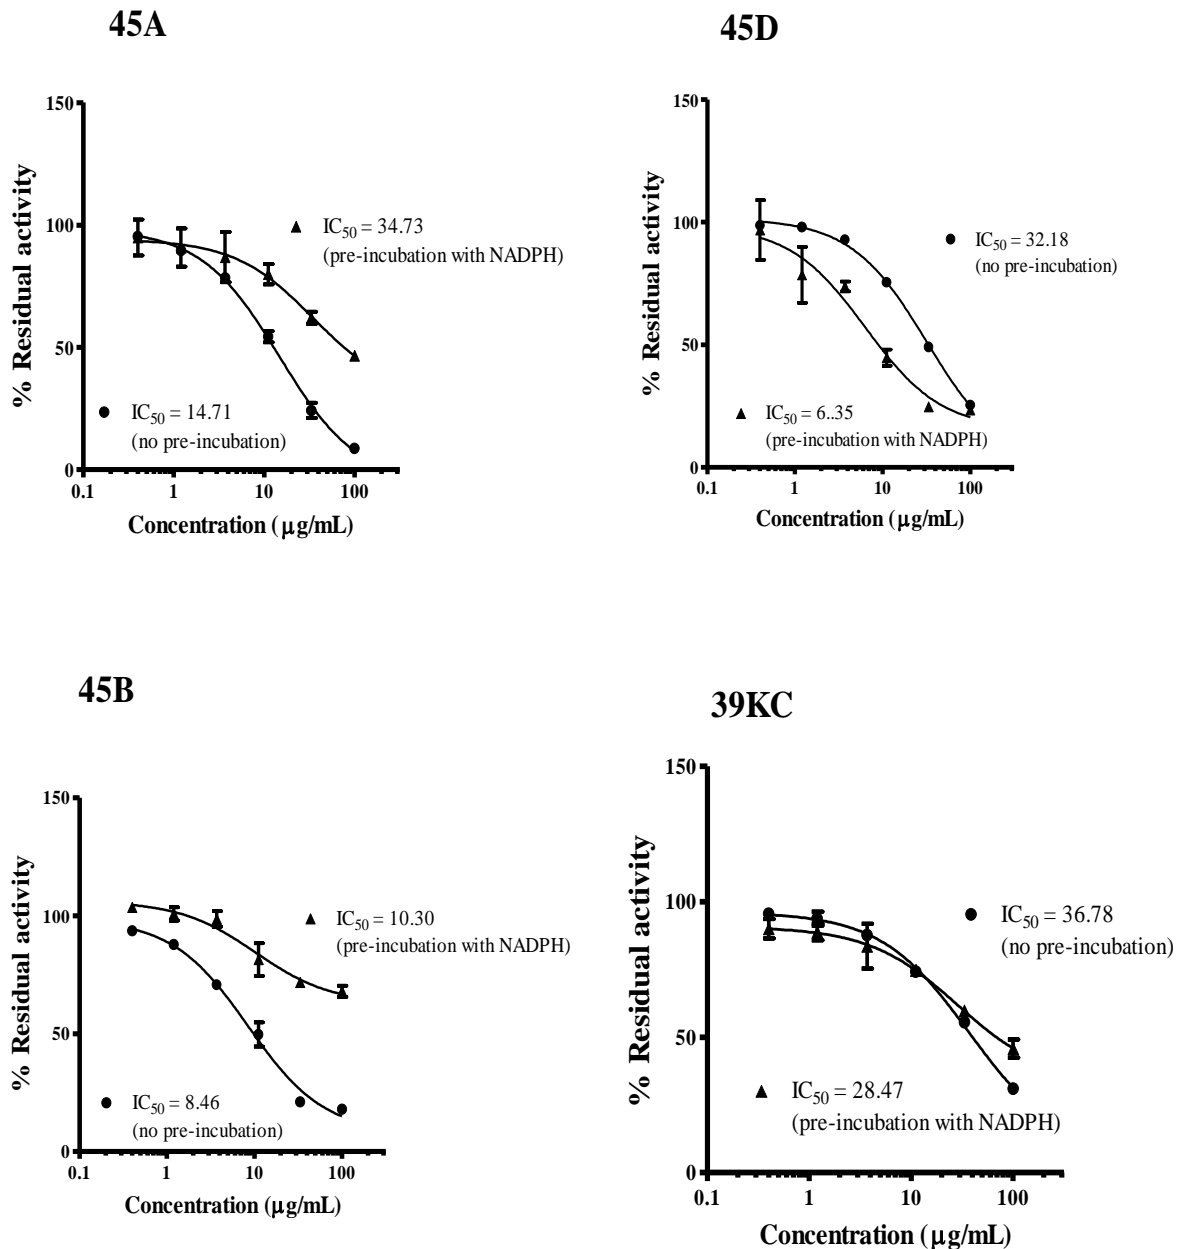 45A
150
100
50
0
0.1 1 10 100
% Residual activity
Concentration (μg/mL)
IC50 = 34.73
(pre-incubation with NADPH)
IC50 = 14.71
(no pre-incubation)
45D
150
100
50
0
0.1 1 10 100
% Residual activity
Concentration (μg/mL)
IC50 = 32.18
(no pre-incubation)
IC50 = 6..35
(pre-incubation with NADPH)
45B
150
100
50
0
0.1 1 10 100
% Residual activity
Concentration (μg/mL)
IC50 = 10.30
(pre-incubation with NADPH)
IC50 = 8.46
(no pre-incubation)
39KC
150
100
50
0
0.1 1 10 100
% Residual activity
Concentration (μg/mL)
IC50 = 36.78
(no pre-incubation)
IC50 = 28.47
(pre-incubation with NADPH)